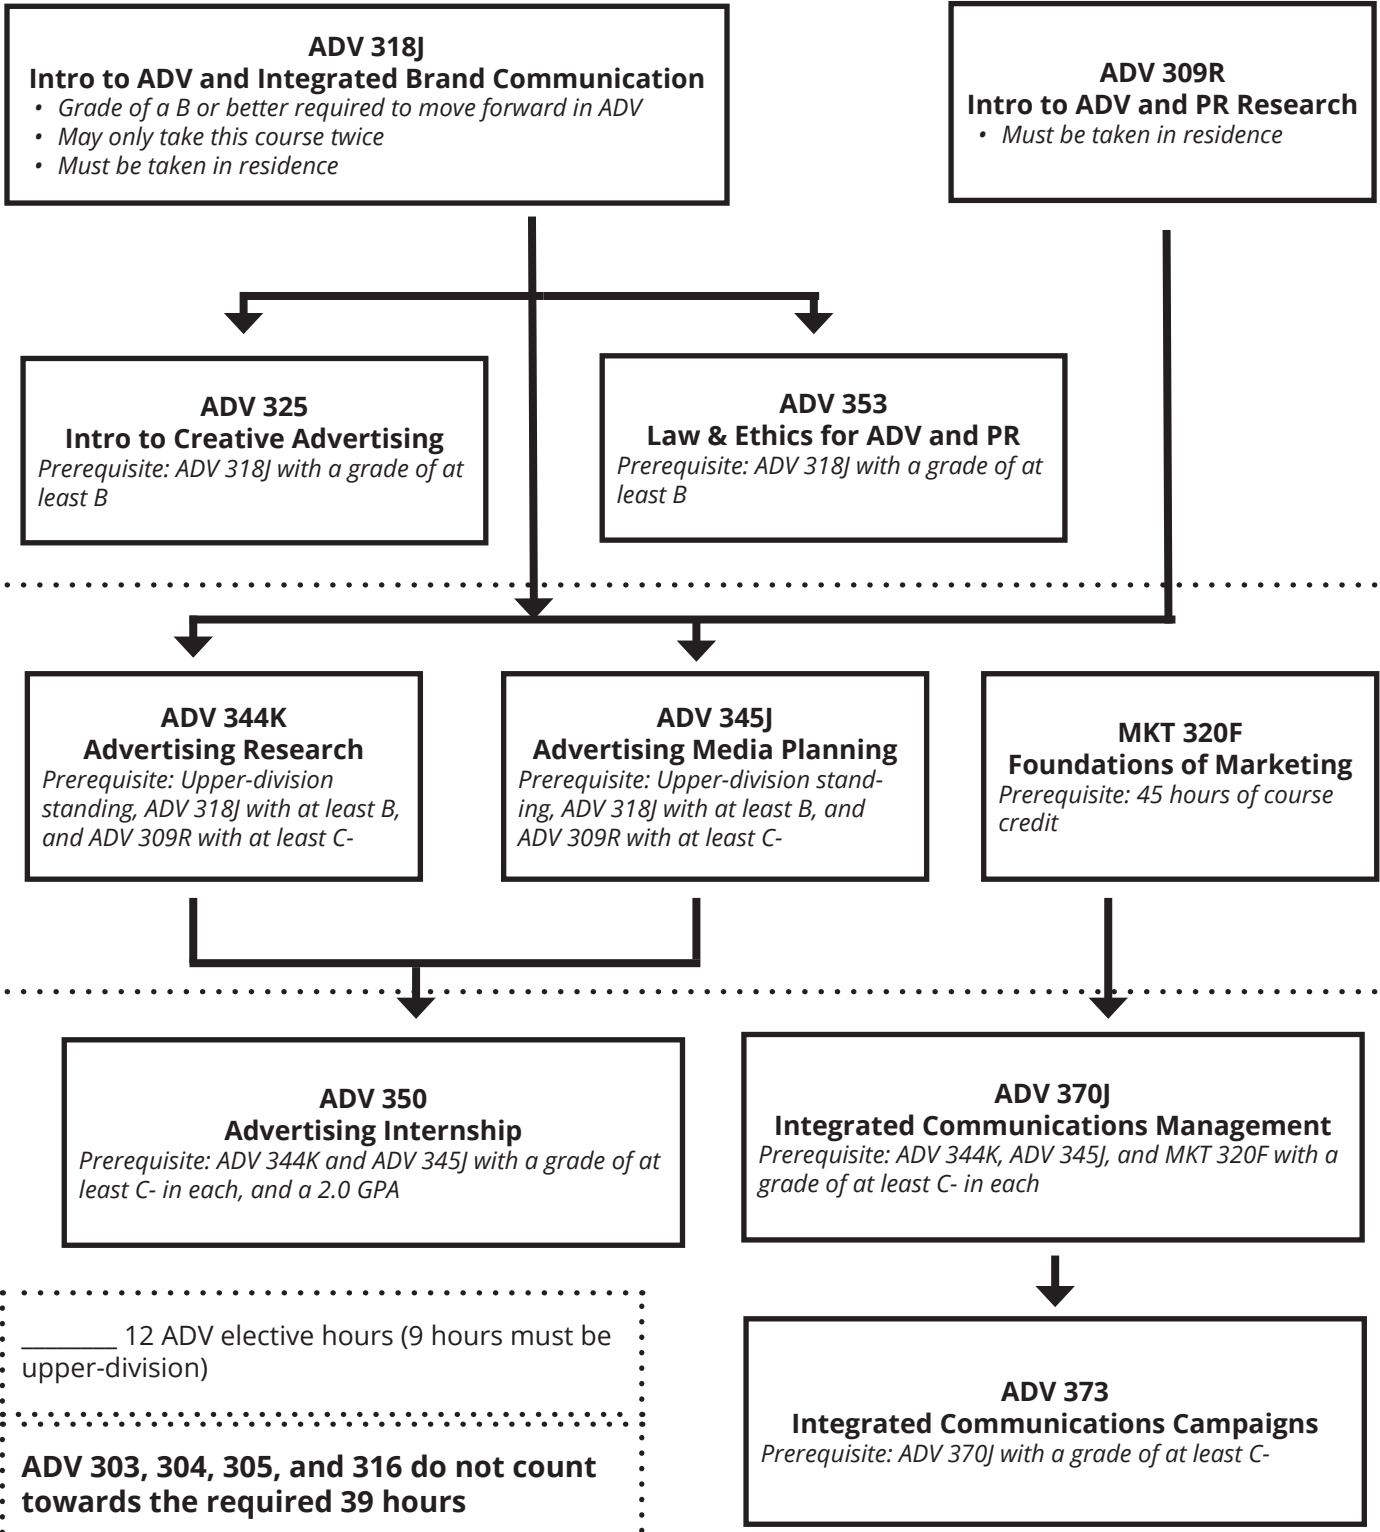 ADV 318J
Intro to ADV and Integrated Brand Communication
• Grade of a B or better required to move forward in ADV
• May only take this course twice
• Must be taken in residence
ADV 309R
Intro to ADV and PR Research
• Must be taken in residence
ADV 325
Intro to Creative Advertising
Prerequisite: ADV 318J with a grade of at
least B
ADV 353
Law & Ethics for ADV and PR
Prerequisite: ADV 318J with a grade of at
least B
ADV 344K
Advertising Research
Prerequisite: Upper-division
standing, ADV 318J with at least B,
and ADV 309R with at least C-
ADV 345J
Advertising Media Planning
Prerequisite: Upper-division stand-
ing, ADV 318J with at least B, and
ADV 309R with at least C-
MKT 320F
Foundations of Marketing
Prerequisite: 45 hours of course
credit
ADV 350
Advertising Internship
Prerequisite: ADV 344K and ADV 345J with a grade of at
least C- in each, and a 2.0 GPA
ADV 370J
Integrated Communications Management
Prerequisite: ADV 344K, ADV 345J, and MKT 320F with a
grade of at least C- in each
_______ 12 ADV elective hours (9 hours must be
upper-division)
ADV 303, 304, 305, and 316 do not count
towards the required 39 hours
ADV 373
Integrated Communications Campaigns
Prerequisite: ADV 370J with a grade of at least C-